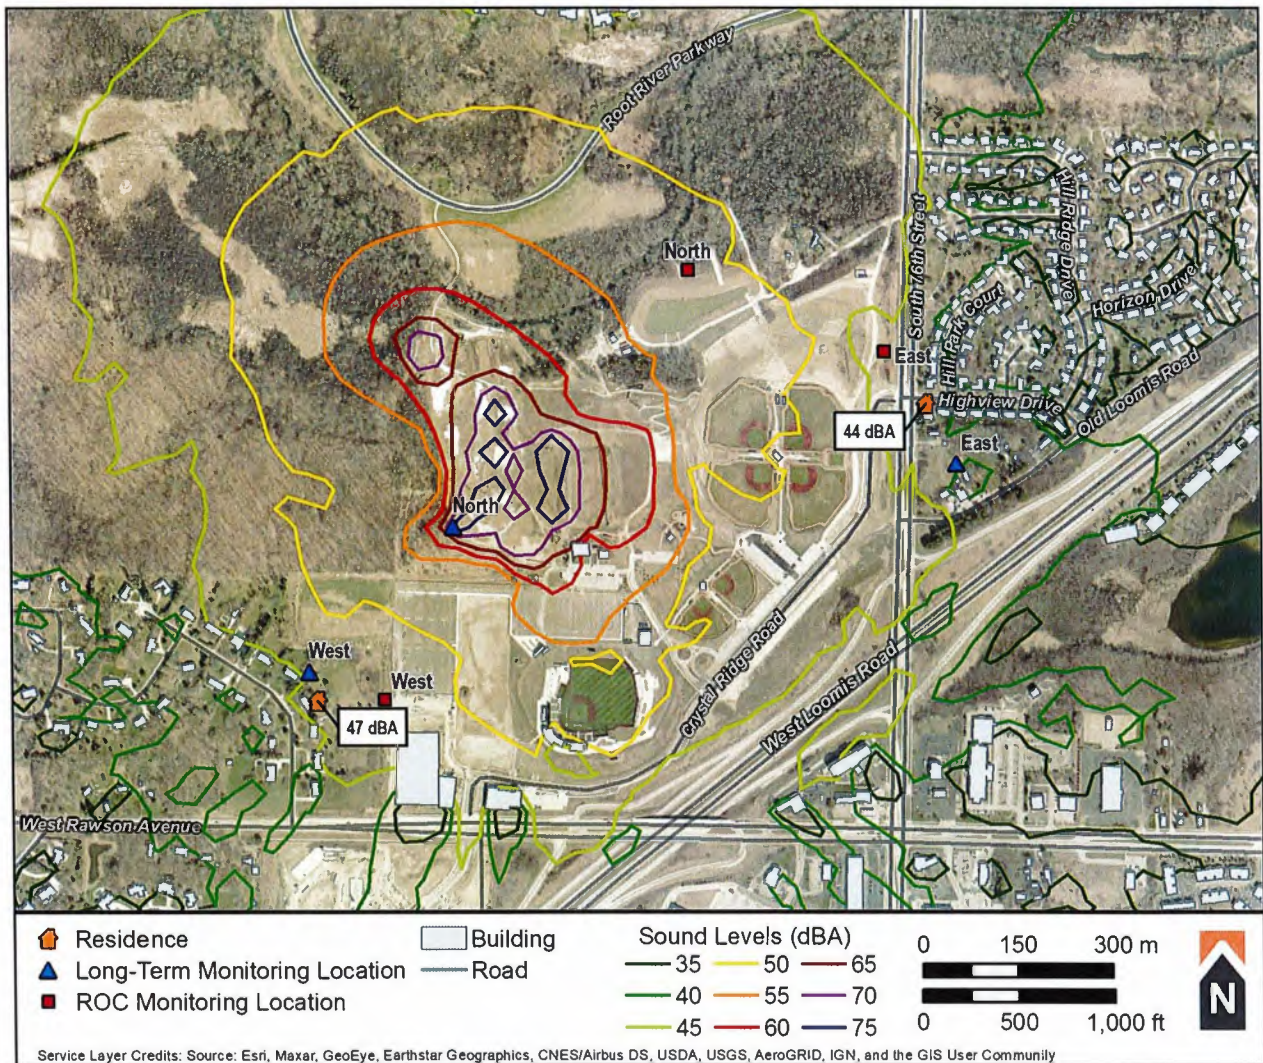 Root River Parkway
North
South 76th Street
Hill Ridge Drive
Horizon Drive
Hill Park Court
East
Old Loomis Road
Highview Drive
44 dBA
East
North
West
West
47 dBA
Crystal Ridge Road
West Loomis Road
West Rawson Avenue
Residence
Long-Term Monitoring Location
ROC Monitoring Location
Building
Road
Sound Levels (dBA)
35 50 65
40 55 70
45 60 75
0 150 300 m
0 500 1,000 ft
N
Service Layer Credits: Source: Esri, Maxar, GeoEye, Earthstar Geographics, CNES/Airbus DS, USDA, USGS, AeroGRID, IGN, and the GIS User Community